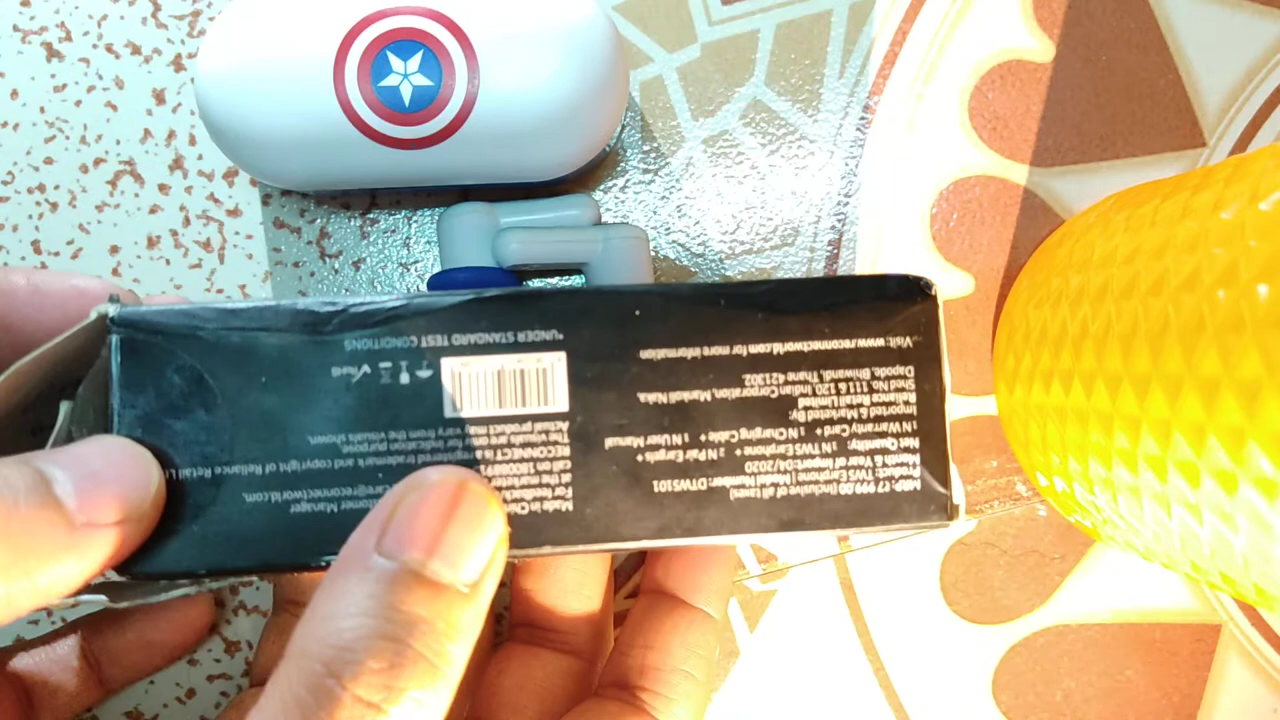 MRP: ₹7 999.00 (inclusive of all taxes)
Product: TWS Earphone | Model Number: DTWS101
Month & Year of Import: 04/2020
Net Quantity: 1N TWS Earphone + 2 N Pair Eargels +
1 N Warranty Card + 1 N Charging Cable + 1 N User Manual
Imported & Marketed By:
Reliance Retail Limited
Shed No. 111 & 120, Indian Corporation, Mankoli Naka,
Dapode, Bhiwandi, Thane 421302.
Visit: www.reconnectworld.com for more information
Made in
For feedback
at the
call on
RECONNECT is registered trademark and copyright of Reliance Retail
The visuals are only for indication purpose.
Actual product may vary from the visuals shown.
Manager
care@reconnectworld.com.
*UNDER STANDARD TEST CONDITIONS